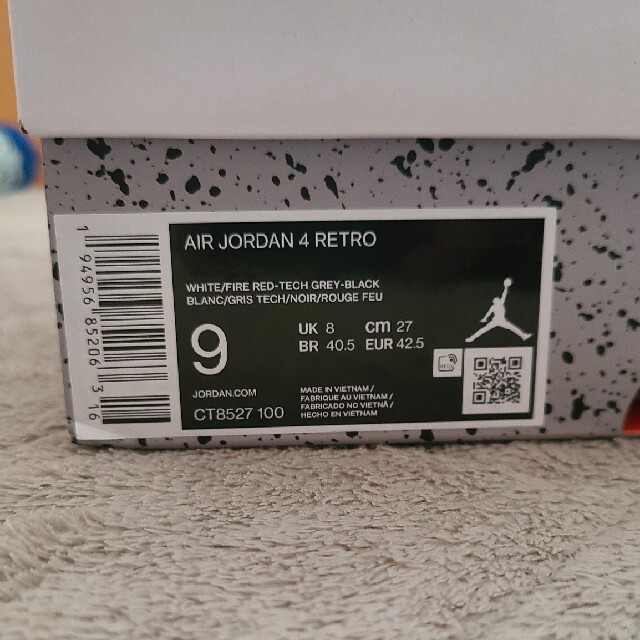 AIR JORDAN 4 RETRO
WHITE/FIRE RED-TECH GREY-BLACK
BLANC/GRIS TECH/NOIR/ROUGE FEU
9
UK 8 cm 27
BR 40.5 EUR 42.5
JORDAN.COM
CT8527 100
MADE IN VIETNAM /
FABRIQUE AU VIETNAM /
FABRICADO NO VIETNÃ /
HECHO EN VIETNAM
1 94956 85206 3 16